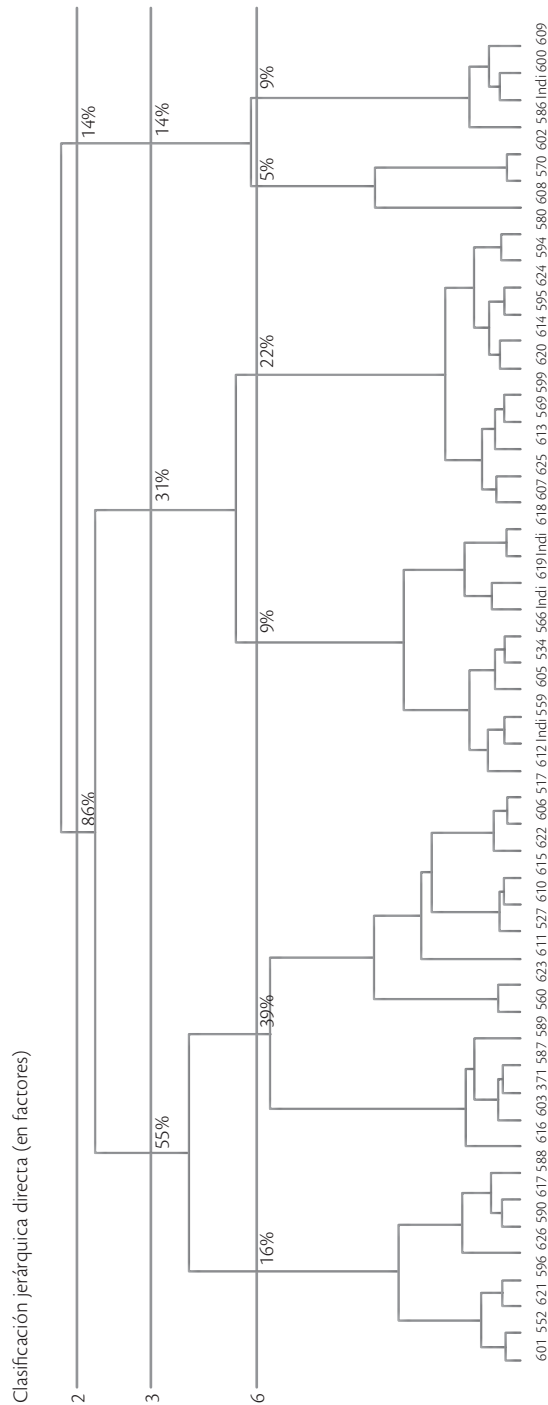 Clasificación jerárquica directa (en factores)
2 86% 14%
3 55% 31% 14%
6 16% 39% 9% 22% 5% 9%
601 552 621 596 626 590 617 588 616 603 371 587 589 560 623 611 527 610 615 622 606 517 612 Indi 559 605 534 566 Indi 619 Indi 618 607 625 613 569 599 620 614 595 624 594 580 608 570 602 586 Indi 600 609